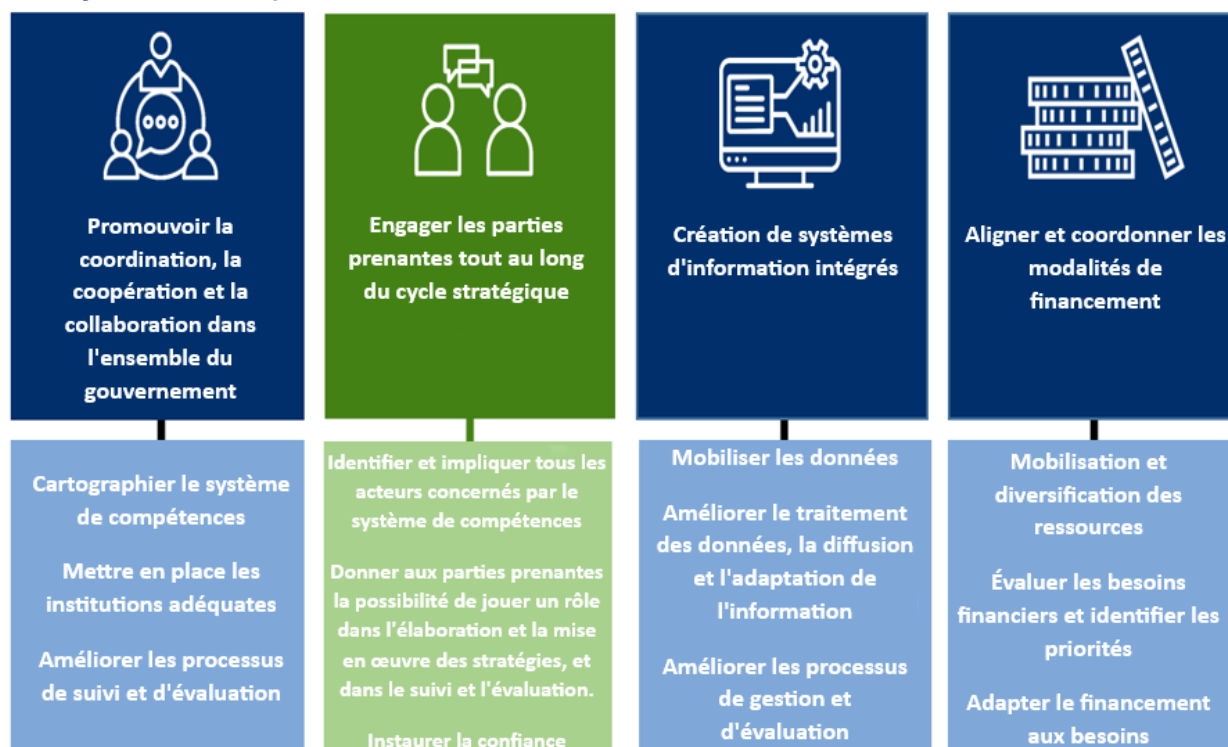 Promouvoir la
coordination, la
coopération et la
collaboration dans
l'ensemble du
gouvernement
Cartographier le système
de compétences
Mettre en place les
institutions adéquates
Améliorer les processus
de suivi et d'évaluation
Engager les parties
prenantes tout au long
du cycle stratégique
Identifier et impliquer tous les
acteurs concernés par le
système de compétences
Donner aux parties prenantes
la possibilité de jouer un rôle
dans l'élaboration et la mise
en œuvre des stratégies, et
dans le suivi et l'évaluation.
Instaurer la confiance
Création de systèmes
d'information intégrés
Mobiliser les données
Améliorer le traitement
des données, la diffusion
et l'adaptation de
l'information
Améliorer les processus
de gestion et
d'évaluation
Aligner et coordonner les
modalités de
financement
Mobilisation et
diversification des
ressources
Évaluer les besoins
financiers et identifier les
priorités
Adapter le financement
aux besoins